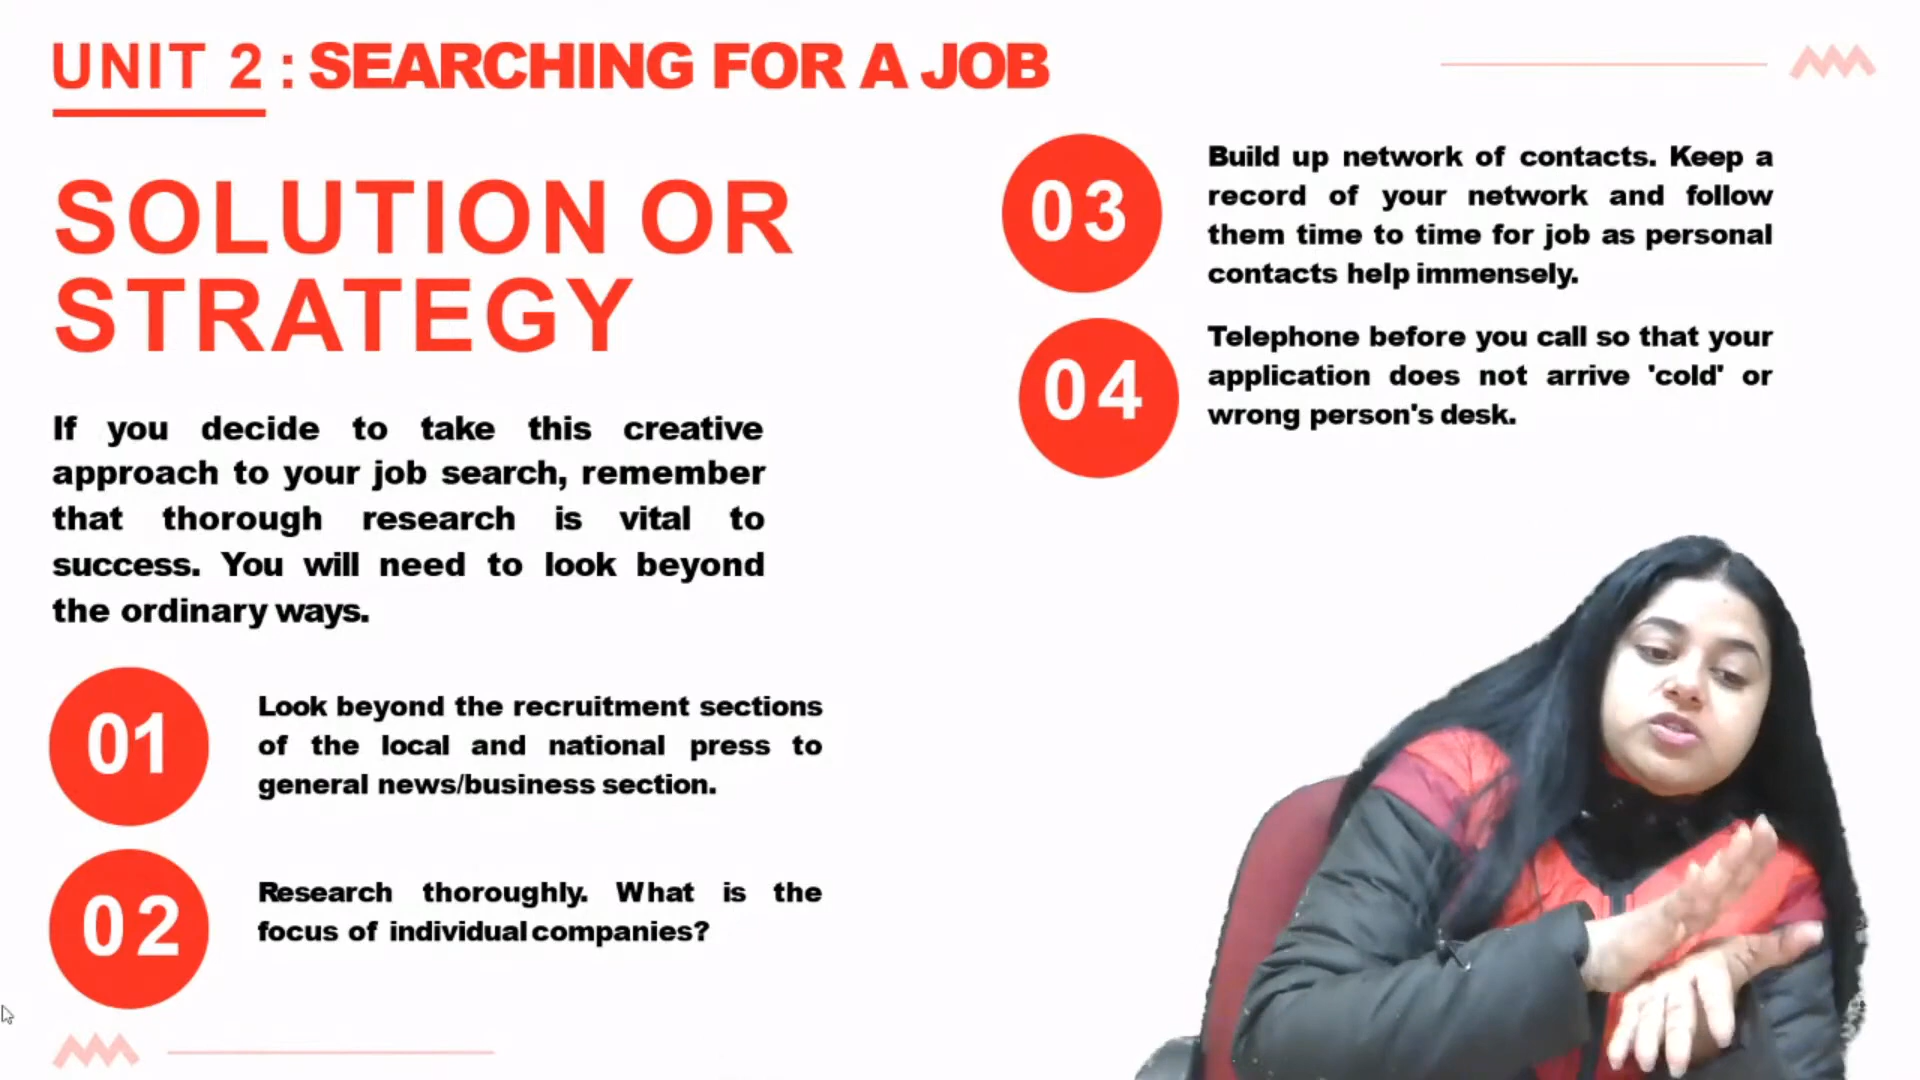 UNIT 2 : SEARCHING FOR A JOB
SOLUTION OR
STRATEGY
If you decide to take this creative
approach to your job search, remember
that thorough research is vital to
success. You will need to look beyond
the ordinary ways.
01
Look beyond the recruitment sections
of the local and national press to
general news/business section.
02
Research thoroughly. What is the
focus of individual companies?
03
Build up network of contacts. Keep a
record of your network and follow
them time to time for job as personal
contacts help immensely.
04
Telephone before you call so that your
application does not arrive 'cold' or
wrong person's desk.